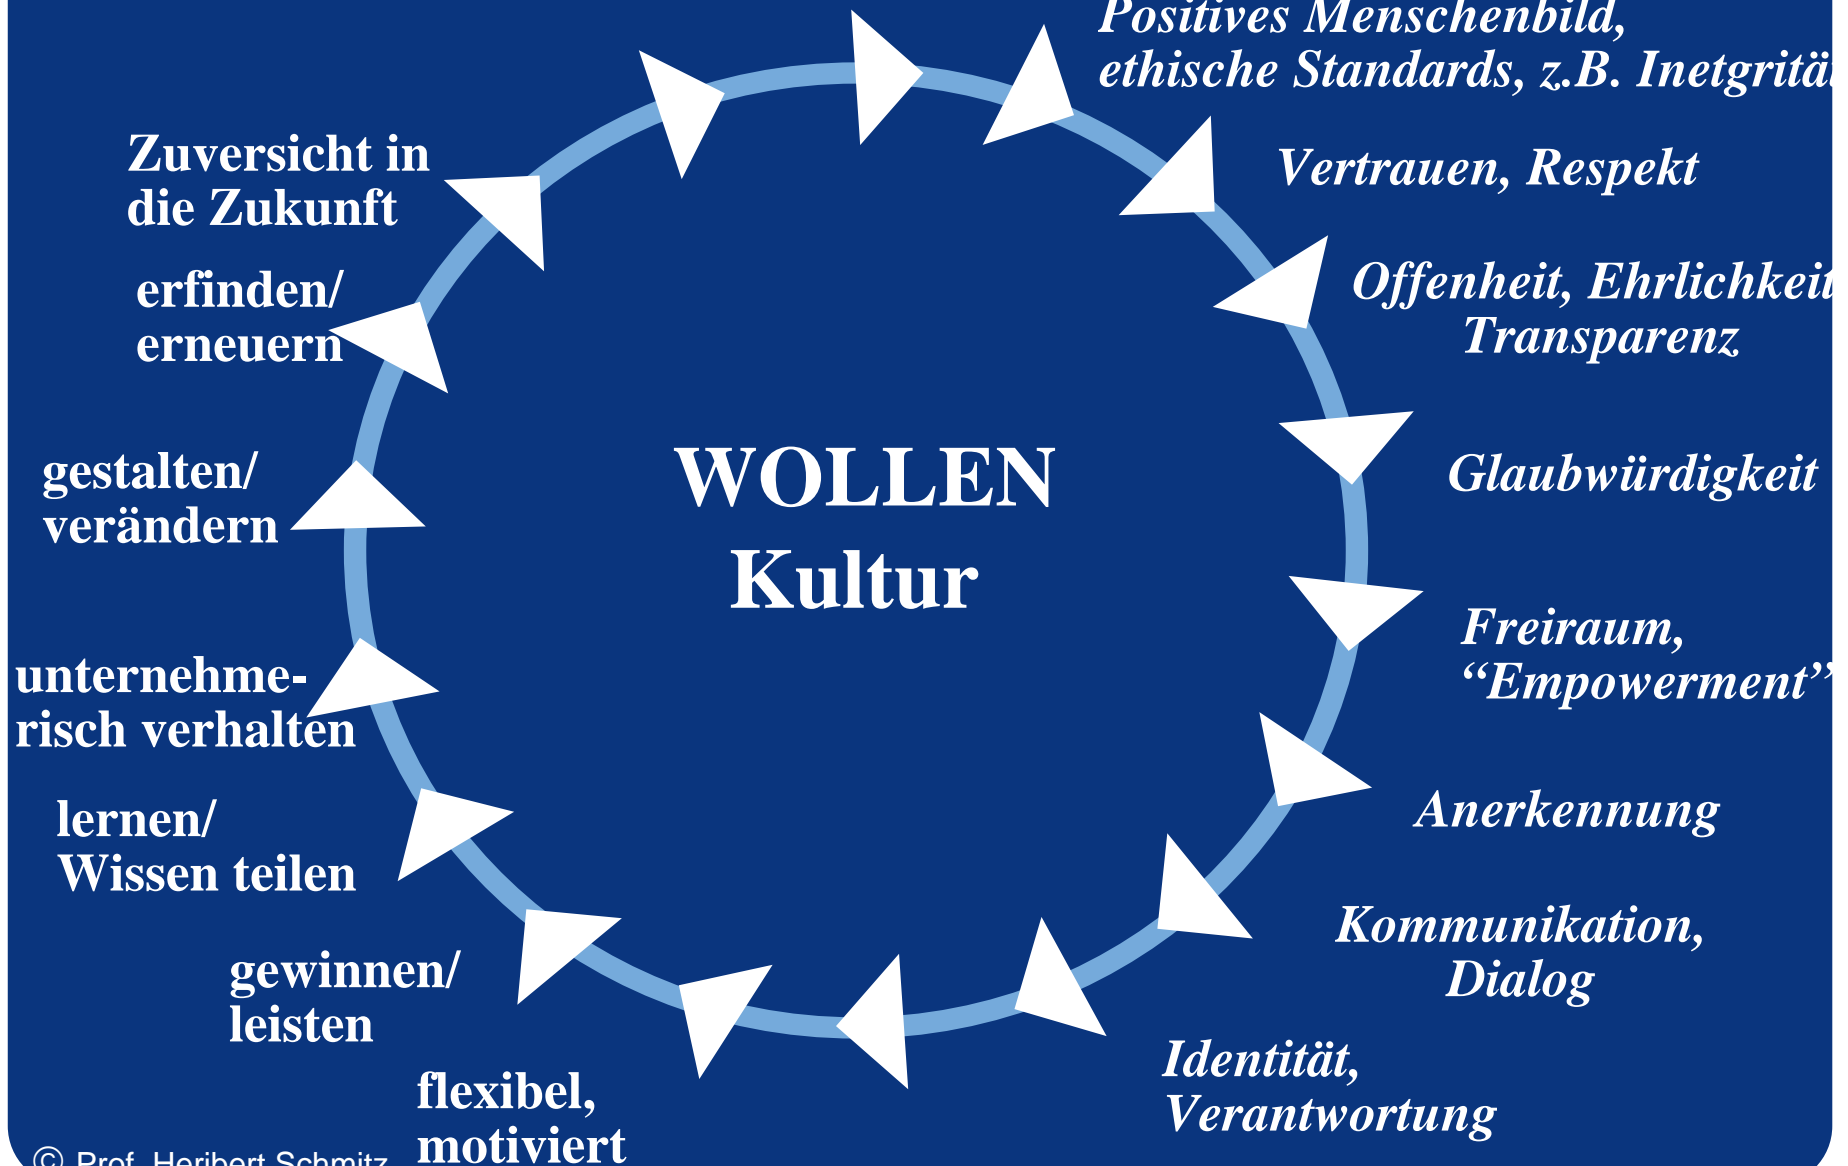 Positives Menschenbild,
ethische Standards, z.B. Inetgritä
Vertrauen, Respekt
Offenheit, Ehrlichkeit
Transparenz
Glaubwürdigkeit
Freiraum,
“Empowerment”
Anerkennung
Kommunikation,
Dialog
Identität,
Verantwortung
flexibel,
motiviert
gewinnen/
leisten
lernen/
Wissen teilen
unternehme-
risch verhalten
gestalten/
verändern
erfinden/
erneuern
Zuversicht in
die Zukunft
WOLLEN
Kultur
© Prof. Heribert Schmitz